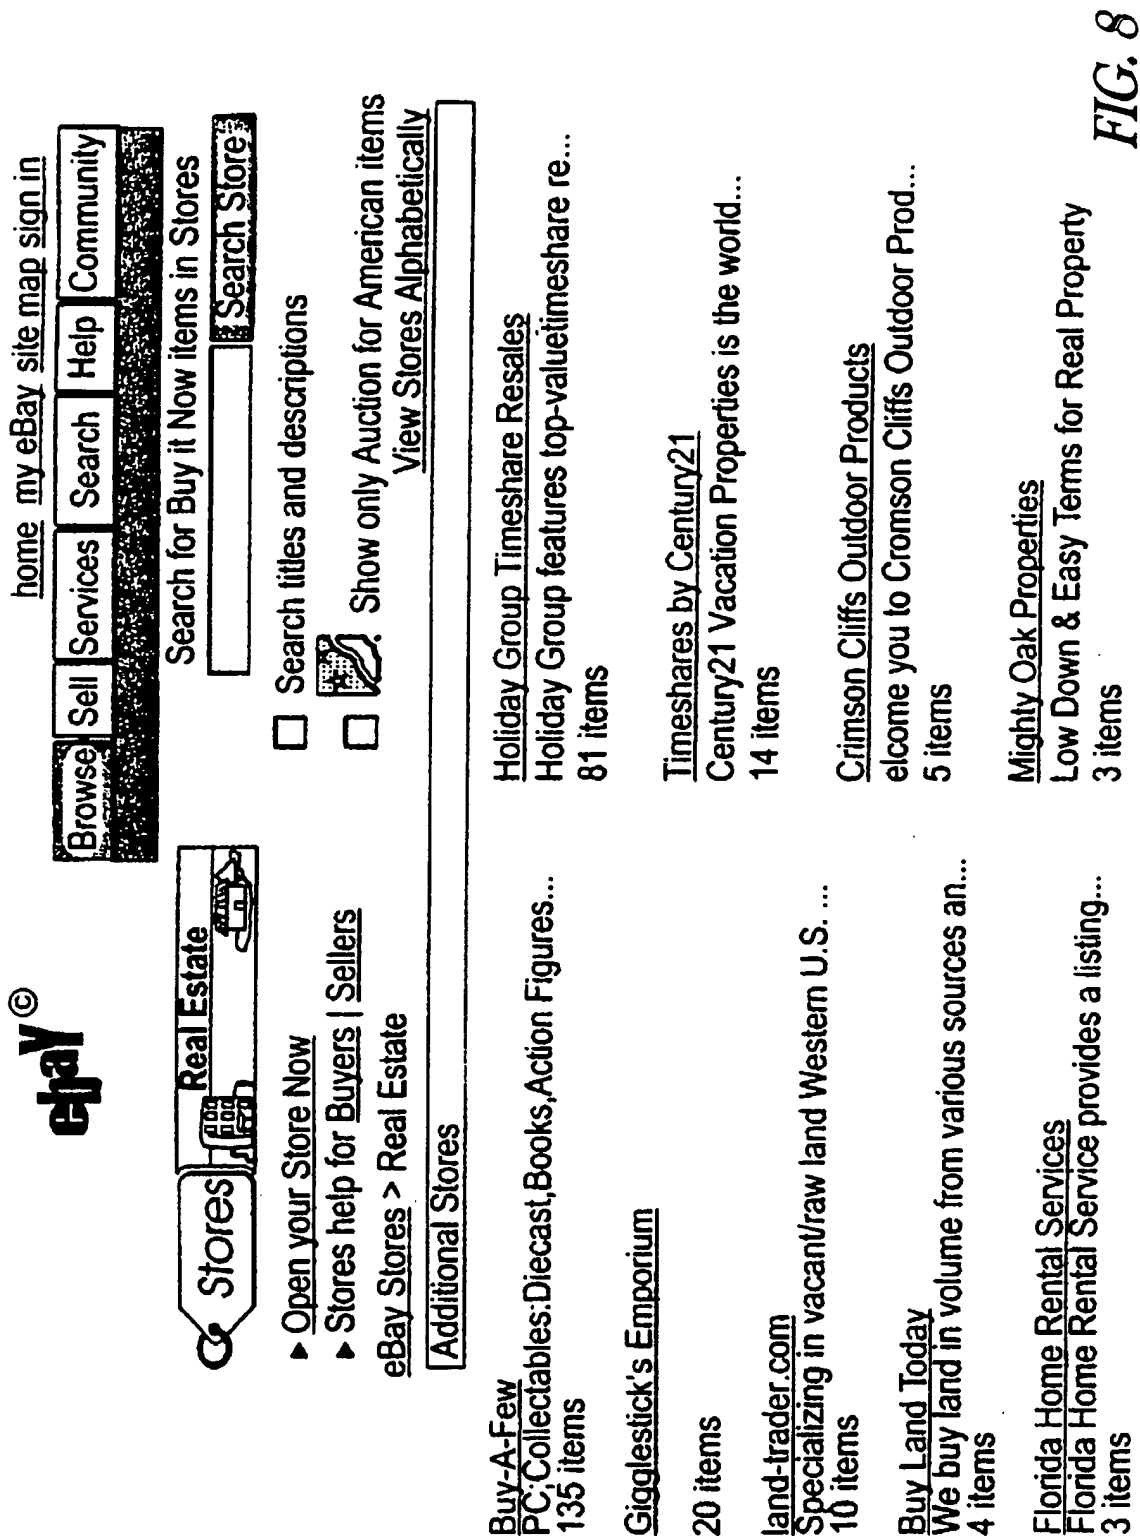 ebaY©
home my eBay site map sign in
Browse Sell Services Search Help Community
Stores
Real Estate
Search for Buy it Now items in Stores
Search Store
▸ Open your Store Now
▸ Stores help for Buyers | Sellers
eBay Stores > Real Estate
Search titles and descriptions
Show only Auction for American items
View Stores Alphabetically
Additional Stores
Buy-A-Few
PC;Collectables:Diecast,Books,Action Figures...
135 items
Gigglestick's Emporium
20 items
land-trader.com
Specializing in vacant/raw land Western U.S. ...
10 items
Buy Land Today
We buy land in volume from various sources an...
4 items
Florida Home Rental Services
Florida Home Rental Service provides a listing...
3 items
Holiday Group Timeshare Resales
Holiday Group features top-valuetimeshare re...
81 items
Timeshares by Century21
Century21 Vacation Properties is the world...
14 items
Crimson Cliffs Outdoor Products
elcome you to Cromson Cliffs Outdoor Prod...
5 items
Mighty Oak Properties
Low Down & Easy Terms for Real Property
3 items
FIG. 8